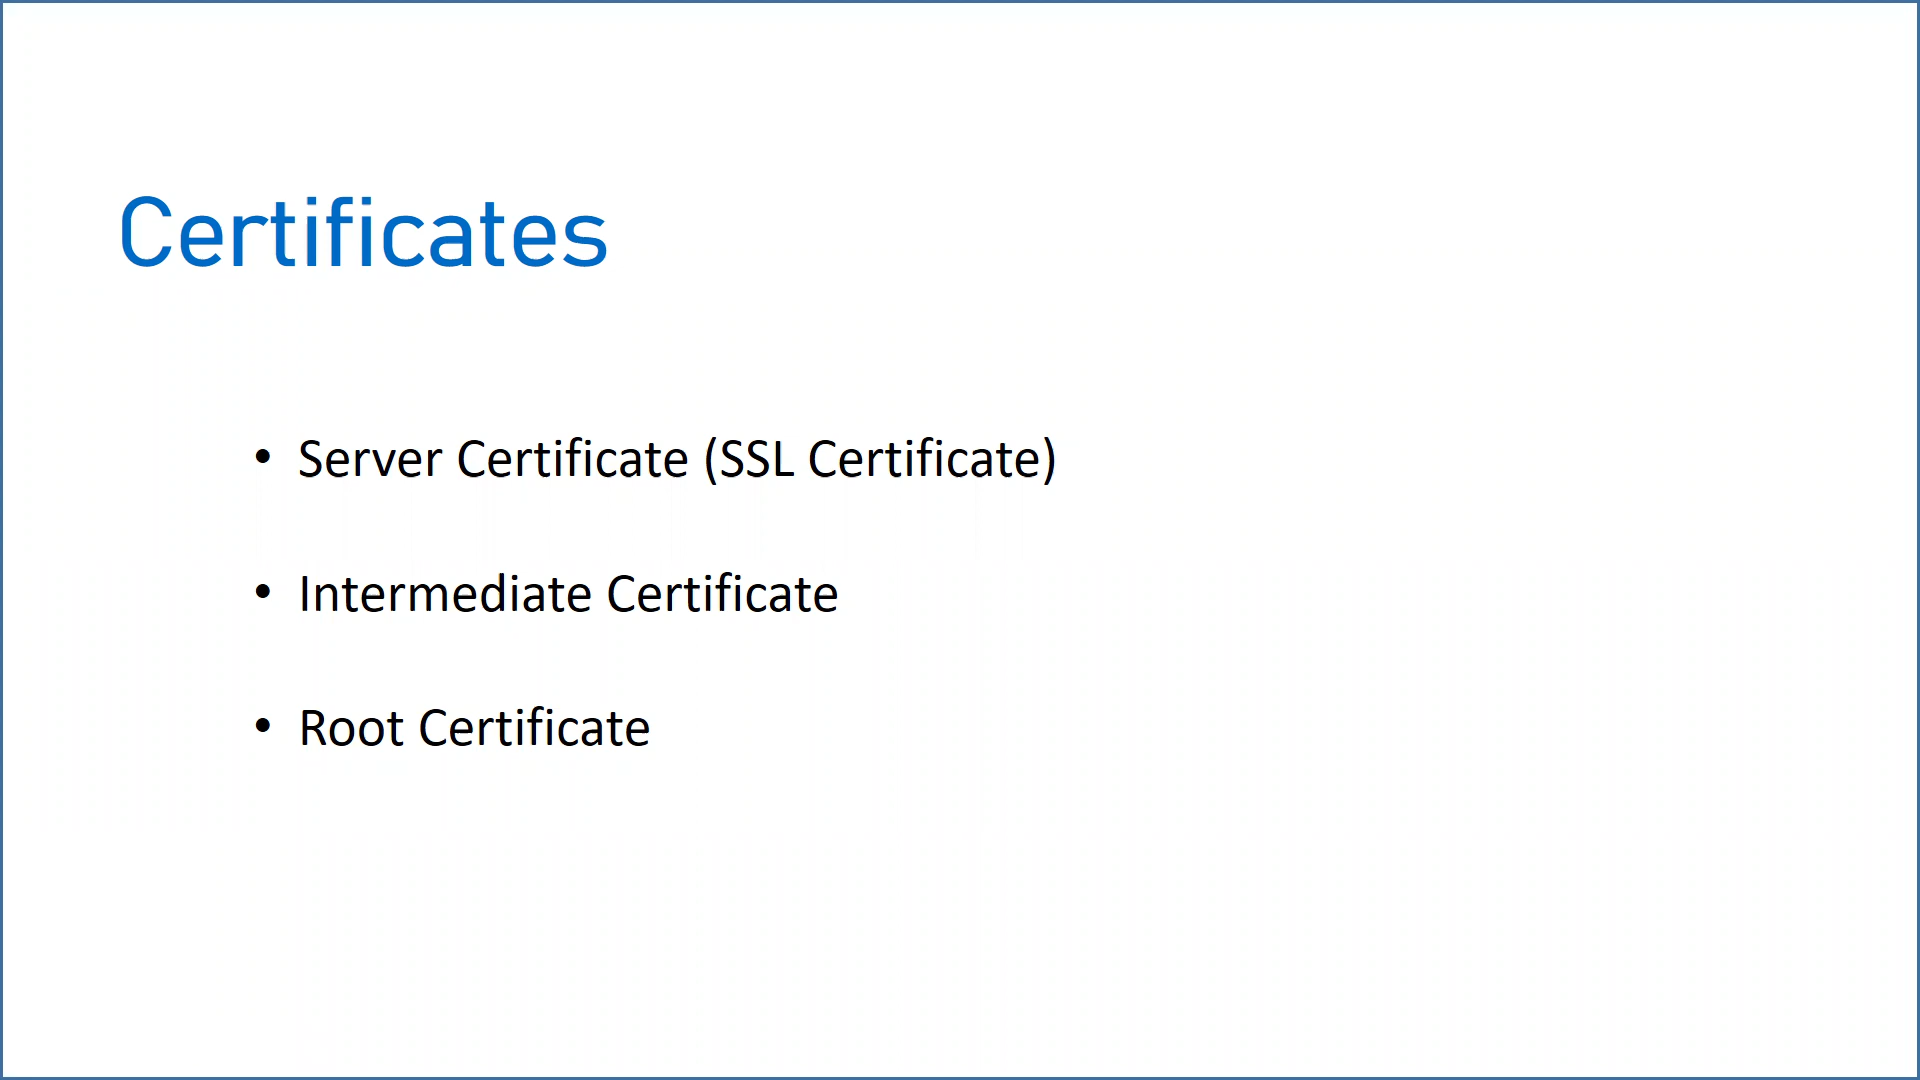 Certificates
• Server Certificate (SSL Certificate)
• Intermediate Certificate
• Root Certificate